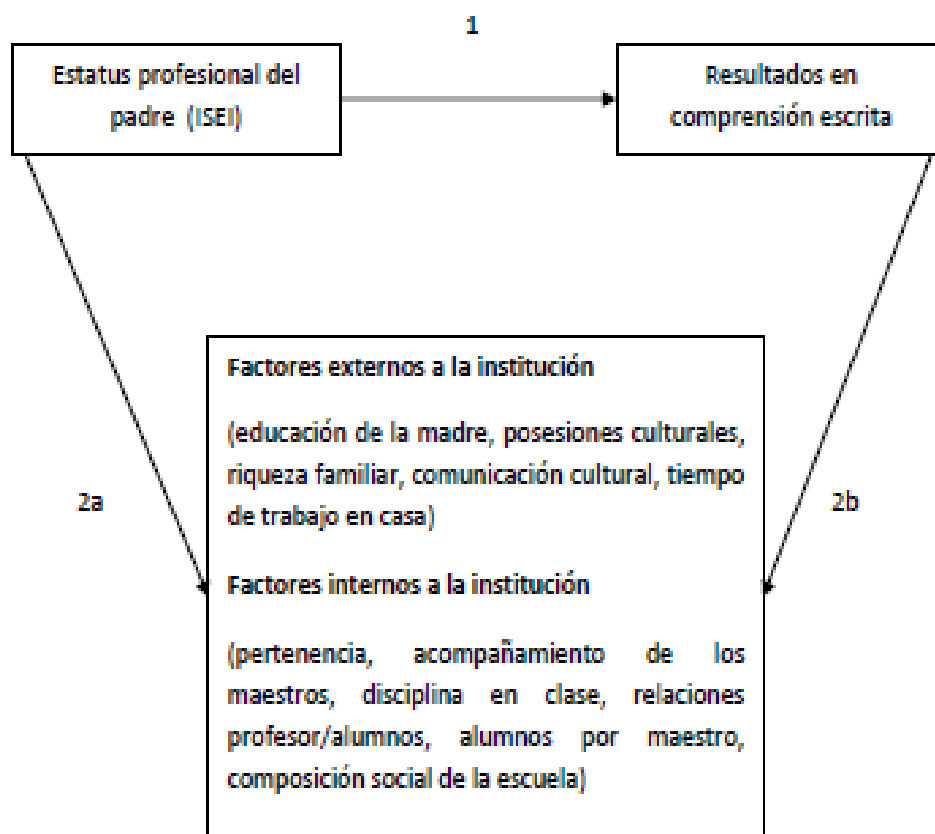 1
Estatus profesional del
padre (ISEI)
Resultados en
comprensión escrita
Factores externos a la institución
(educación de la madre, posesiones culturales,
riqueza familiar, comunicación cultural, tiempo
de trabajo en casa)
2a
2b
Factores internos a la institución
(pertenencia, acompañamiento de los
maestros, disciplina en clase, relaciones
profesor/alumnos, alumnos por maestro,
composición social de la escuela)